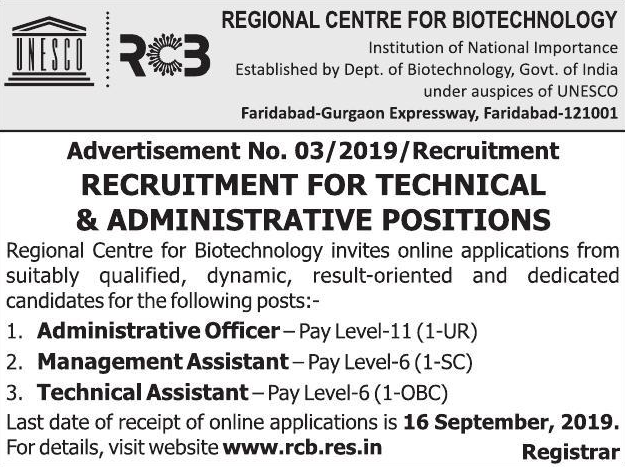 UNESCO
RCB
REGIONAL CENTRE FOR BIOTECHNOLOGY
Institution of National Importance
Established by Dept. of Biotechnology, Govt. of India
under auspices of UNESCO
Faridabad-Gurgaon Expressway, Faridabad-121001
Advertisement No. 03/2019/Recruitment
RECRUITMENT FOR TECHNICAL
& ADMINISTRATIVE POSITIONS
Regional Centre for Biotechnology invites online applications from
suitably qualified, dynamic, result-oriented and dedicated
candidates for the following posts:-
1. Administrative Officer – Pay Level-11 (1-UR)
2. Management Assistant – Pay Level-6 (1-SC)
3. Technical Assistant – Pay Level-6 (1-OBC)
Last date of receipt of online applications is 16 September, 2019.
For details, visit website www.rcb.res.in
Registrar